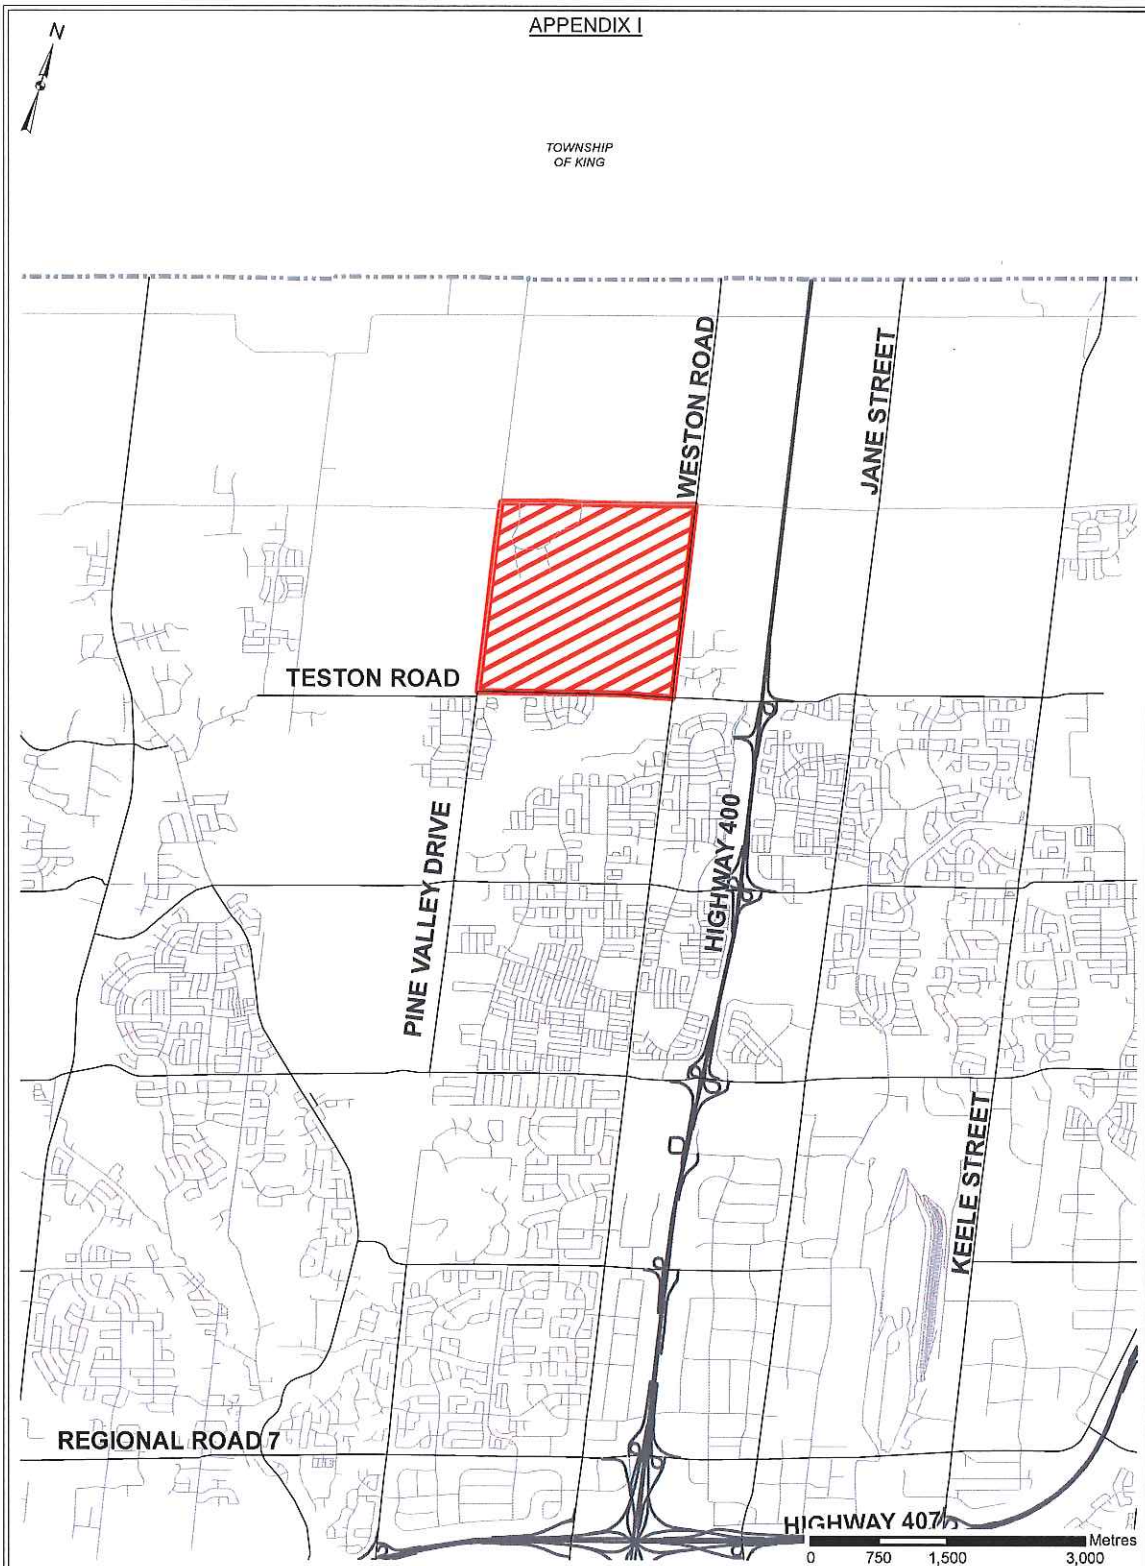 APPENDIX I
N
TOWNSHIP
OF KING
WESTON ROAD
JANE STREET
TESTON ROAD
PINE VALLEY DRIVE
HIGHWAY 400
KEELE STREET
REGIONAL ROAD 7
HIGHWAY 407
Metres
0 750 1,500 3,000